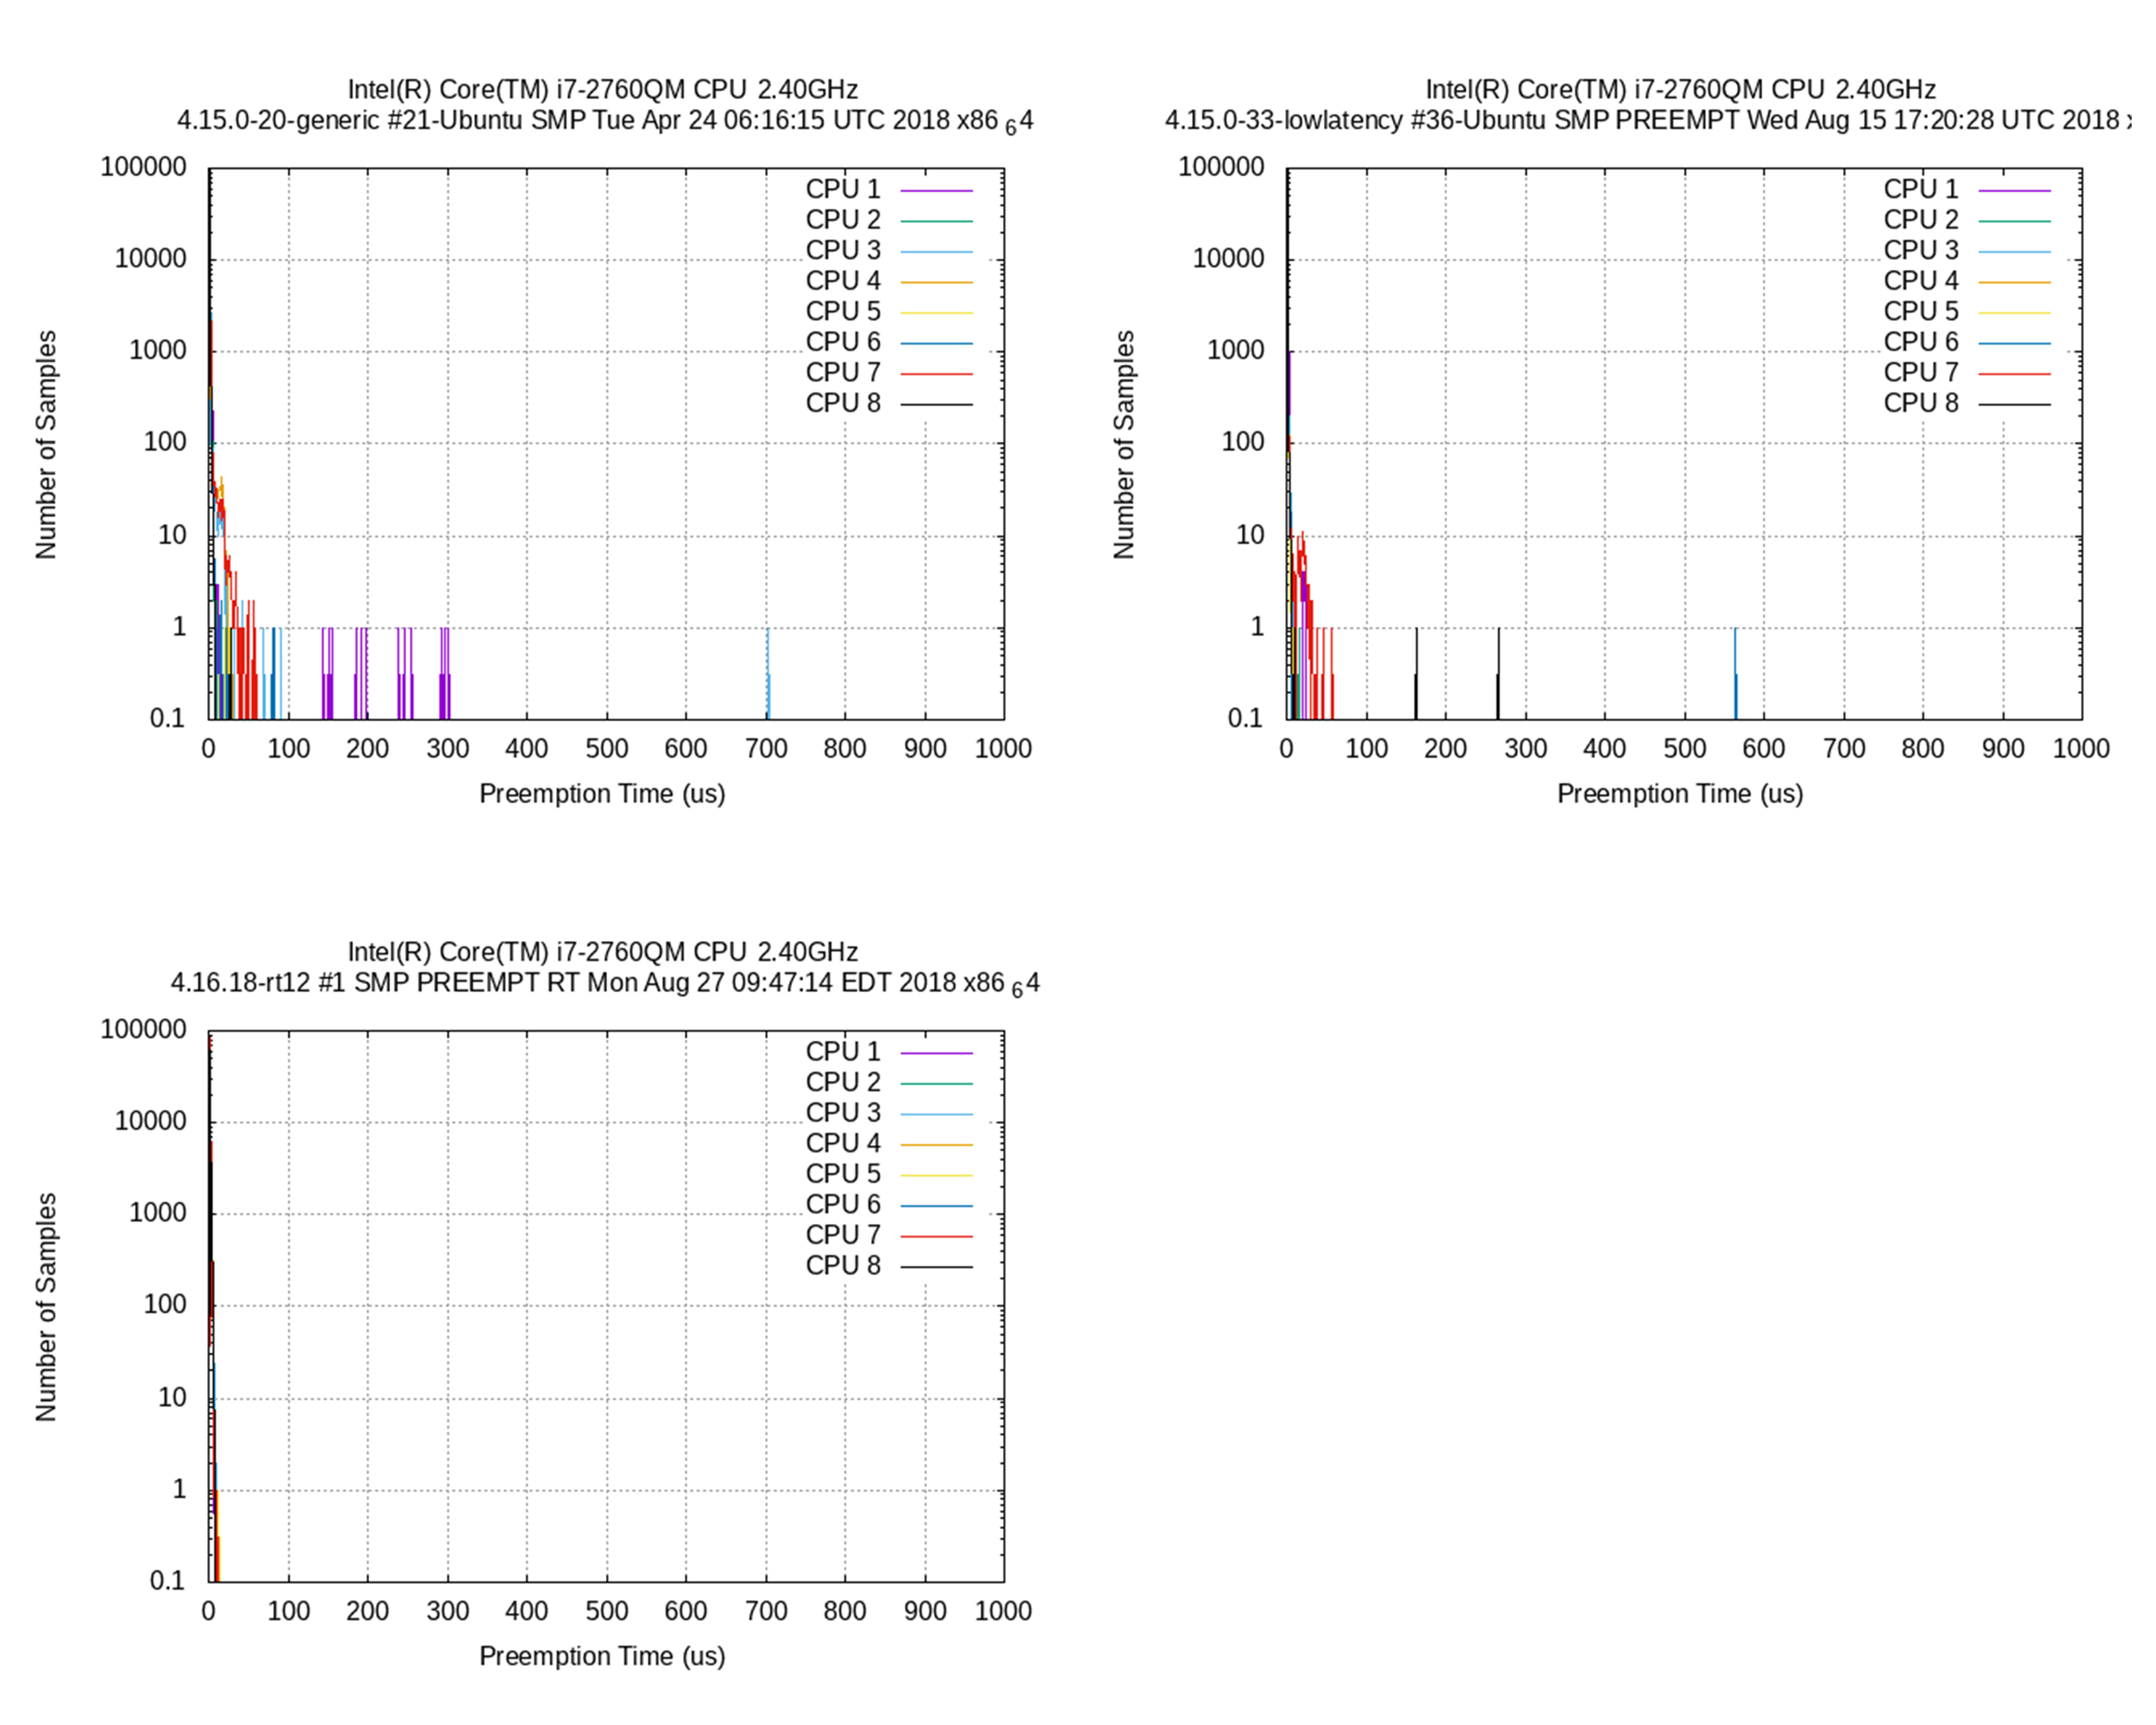 Intel(R) Core(TM) i7-2760QM CPU 2.40GHz
4.15.0-20-generic #21-Ubuntu SMP Tue Apr 24 06:16:15 UTC 2018 x86 64
100000
10000
1000
100
10
1
0.1
Number of Samples
CPU 1
CPU 2
CPU 3
CPU 4
CPU 5
CPU 6
CPU 7
CPU 8
0 100 200 300 400 500 600 700 800 900 1000
Preemption Time (us)
Intel(R) Core(TM) i7-2760QM CPU 2.40GHz
4.15.0-33-lowlatency #36-Ubuntu SMP PREEMPT Wed Aug 15 17:20:28 UTC 2018
100000
10000
1000
100
10
1
0.1
Number of Samples
CPU 1
CPU 2
CPU 3
CPU 4
CPU 5
CPU 6
CPU 7
CPU 8
0 100 200 300 400 500 600 700 800 900 1000
Preemption Time (us)
Intel(R) Core(TM) i7-2760QM CPU 2.40GHz
4.16.18-rt12 #1 SMP PREEMPT RT Mon Aug 27 09:47:14 EDT 2018 x86 64
100000
10000
1000
100
10
1
0.1
Number of Samples
CPU 1
CPU 2
CPU 3
CPU 4
CPU 5
CPU 6
CPU 7
CPU 8
0 100 200 300 400 500 600 700 800 900 1000
Preemption Time (us)